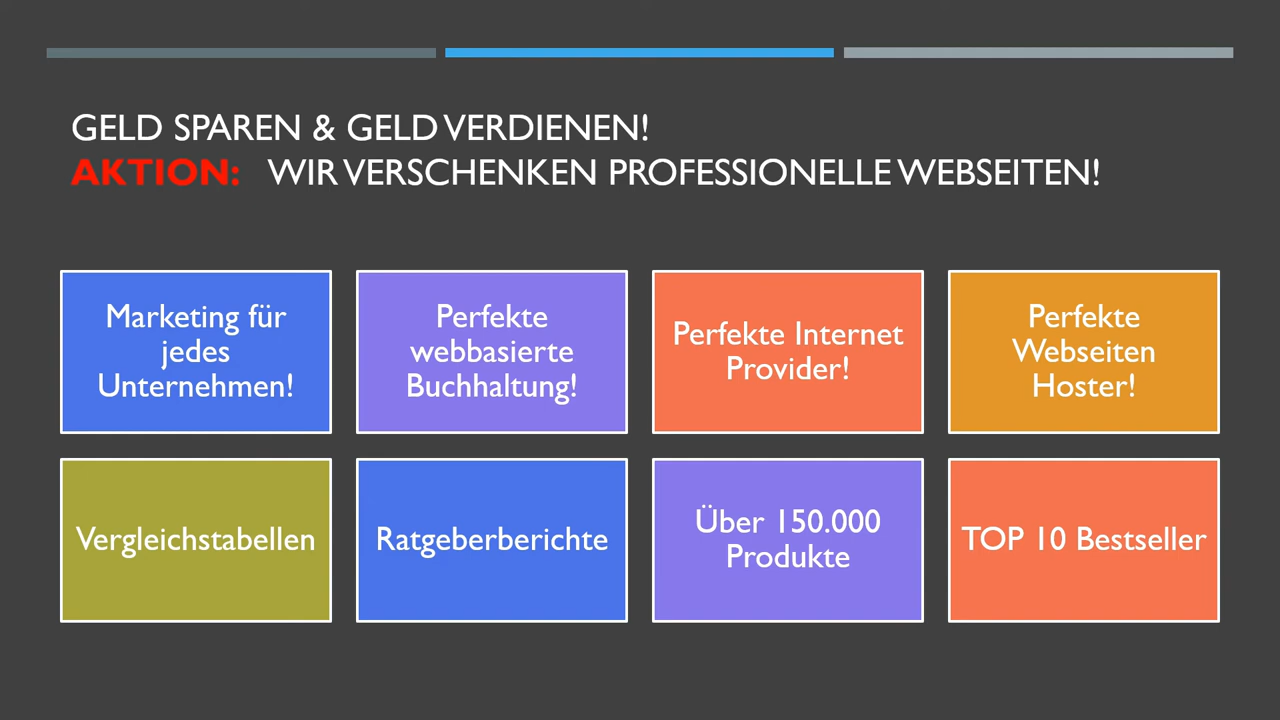 GELD SPAREN & GELD VERDIENEN!
AKTION: WIR VERSCHENKEN PROFESSIONELLE WEBSEITEN!
Marketing für
jedes
Unternehmen!
Perfekte
webbasierte
Buchhaltung!
Perfekte Internet
Provider!
Perfekte
Webseiten
Hoster!
Vergleichstabellen
Ratgeberberichte
Über 150.000
Produkte
TOP 10 Bestseller